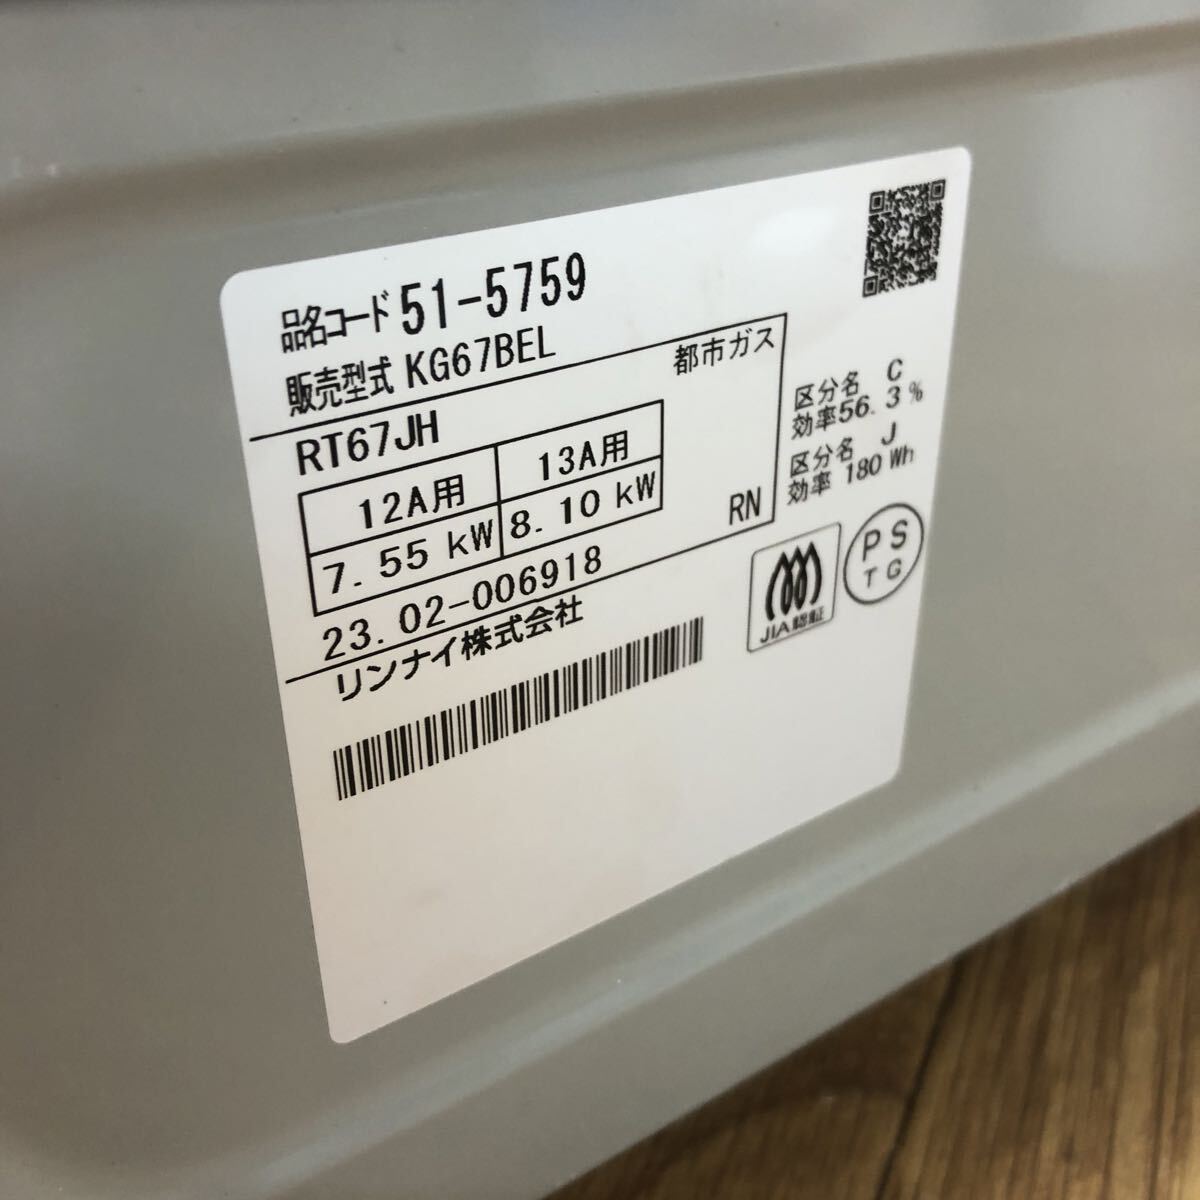 品名コード 51-5759
販売型式 KG67BEL
RT67JH
都市ガス
12A用 13A用
7.55 kW 8.10 kW
RN
23.02-006918
リンナイ株式会社
区分名 C
効率56.3%
区分名 J
効率 180 Wh
JIA認証
PS
TG